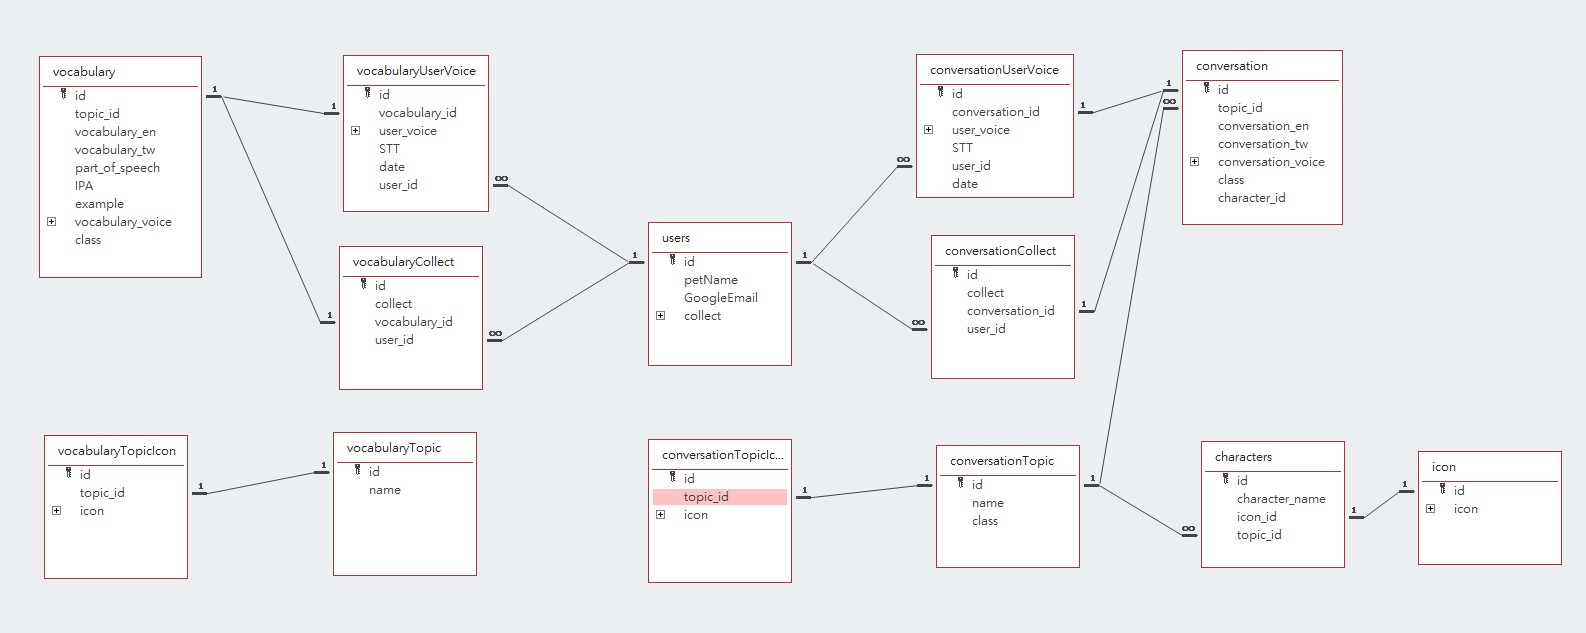 vocabulary
id
topic_id
vocabulary_en
vocabulary_tw
part_of_speech
IPA
example
vocabulary_voice
class
1
vocabularyUserVoice
id
vocabulary_id
user_voice
STT
date
user_id
1
∞
vocabularyCollect
id
collect
vocabulary_id
user_id
1
∞
users
id
petName
GoogleEmail
collect
1
1
conversationUserVoice
id
conversation_id
user_voice
STT
user_id
date
∞
1
conversation
id
topic_id
conversation_en
conversation_tw
conversation_voice
class
character_id
1
∞
conversationCollect
id
collect
conversation_id
user_id
∞
1
vocabularyTopicIcon
id
topic_id
icon
1
vocabularyTopic
id
name
1
conversationTopicIc...
id
topic_id
icon
1
conversationTopic
id
name
class
1
1
characters
id
character_name
icon_id
topic_id
∞
1
icon
id
icon
1